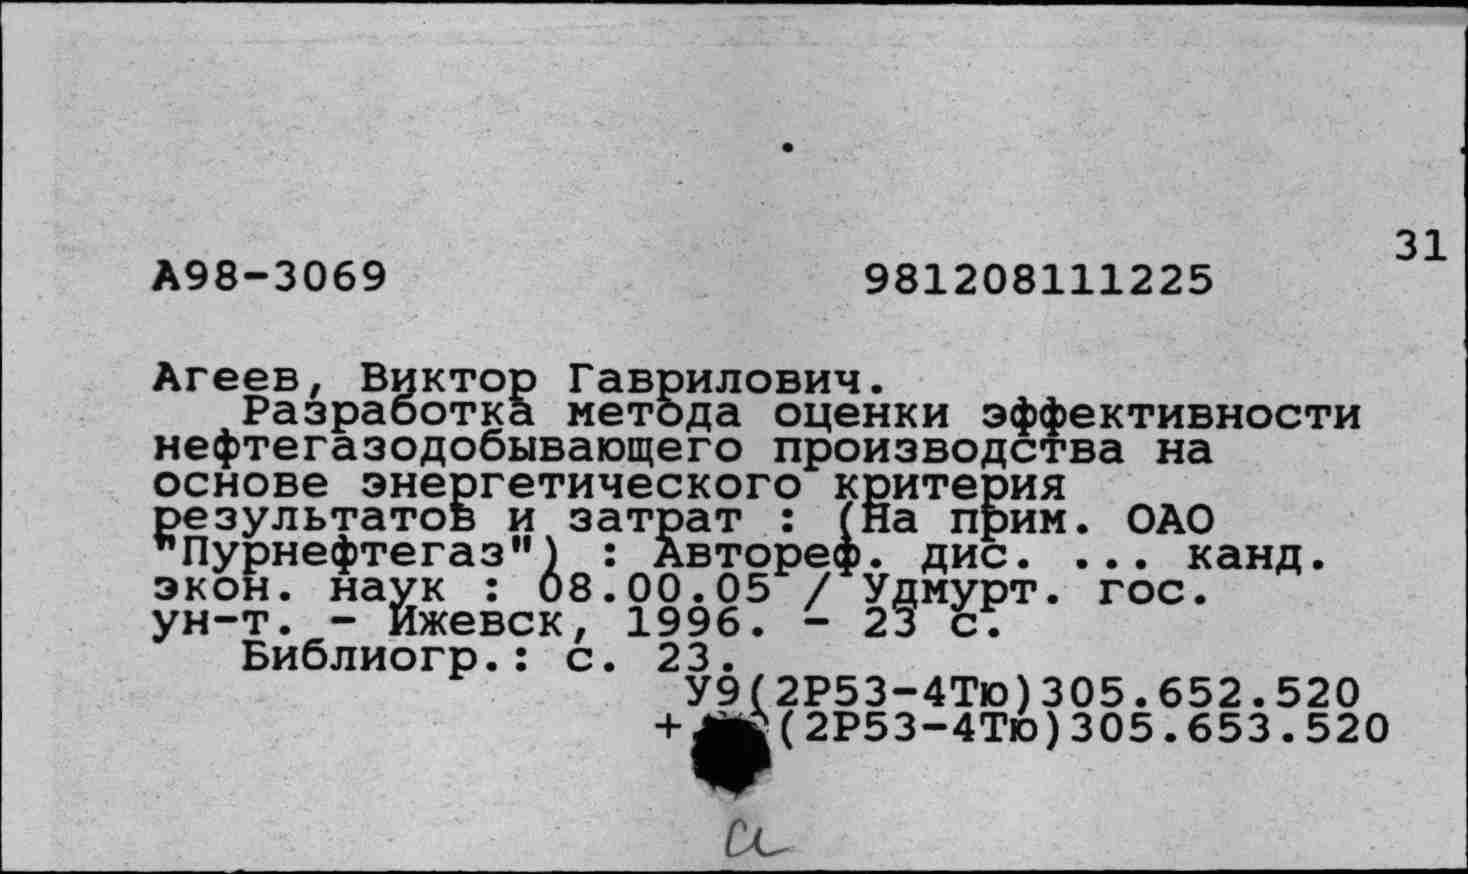 31
А98-3069 981208111225
Агеев, Виктор Гаврилович.
Разработка метода оценки эффективности
нефтегазодобывающего производства на
основе энергетического критерия
результатов и затрат : (На прим. ОАО
"Пурнефтегаз") : Автореф. дис. ... канд.
экон. наук : 08.00.05 / Удмурт. гос.
ун-т. - Ижевск, 1996. - 23 с.
Библиогр.: с. 23.
У9(2Р53-4Тю)305.652.520
+ (2Р53-4Тю)305.653.520